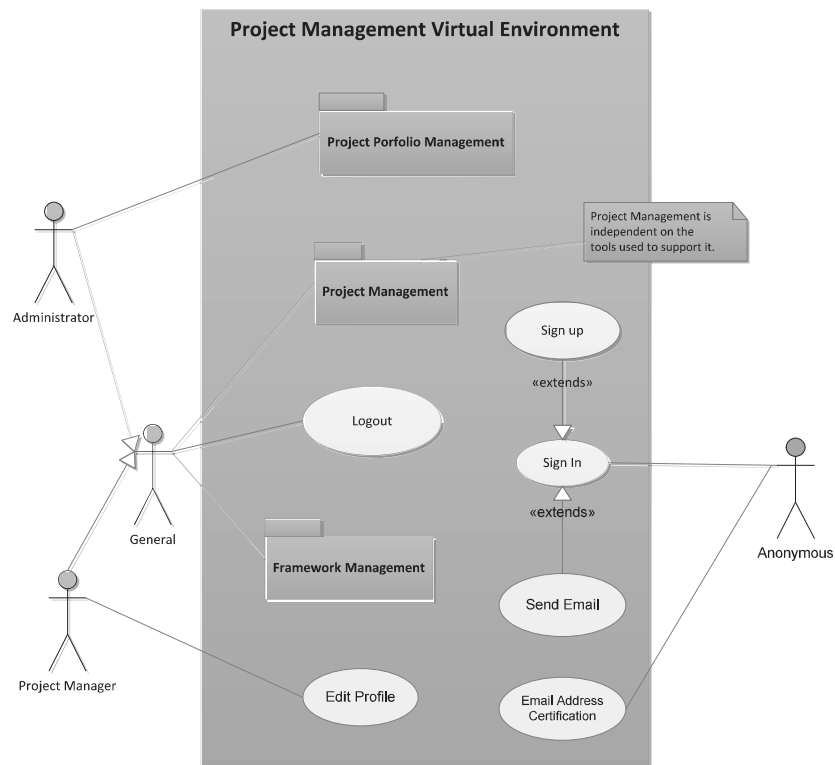 Project Management Virtual Environment
Project Porfolio Management
Project Management is
independent on the
tools used to support it.
Project Management
Administrator
Sign up
«extends»
Logout
Sign In
General
«extends»
Anonymous
Framework Management
Send Email
Project Manager
Edit Profile
Email Address
Certification